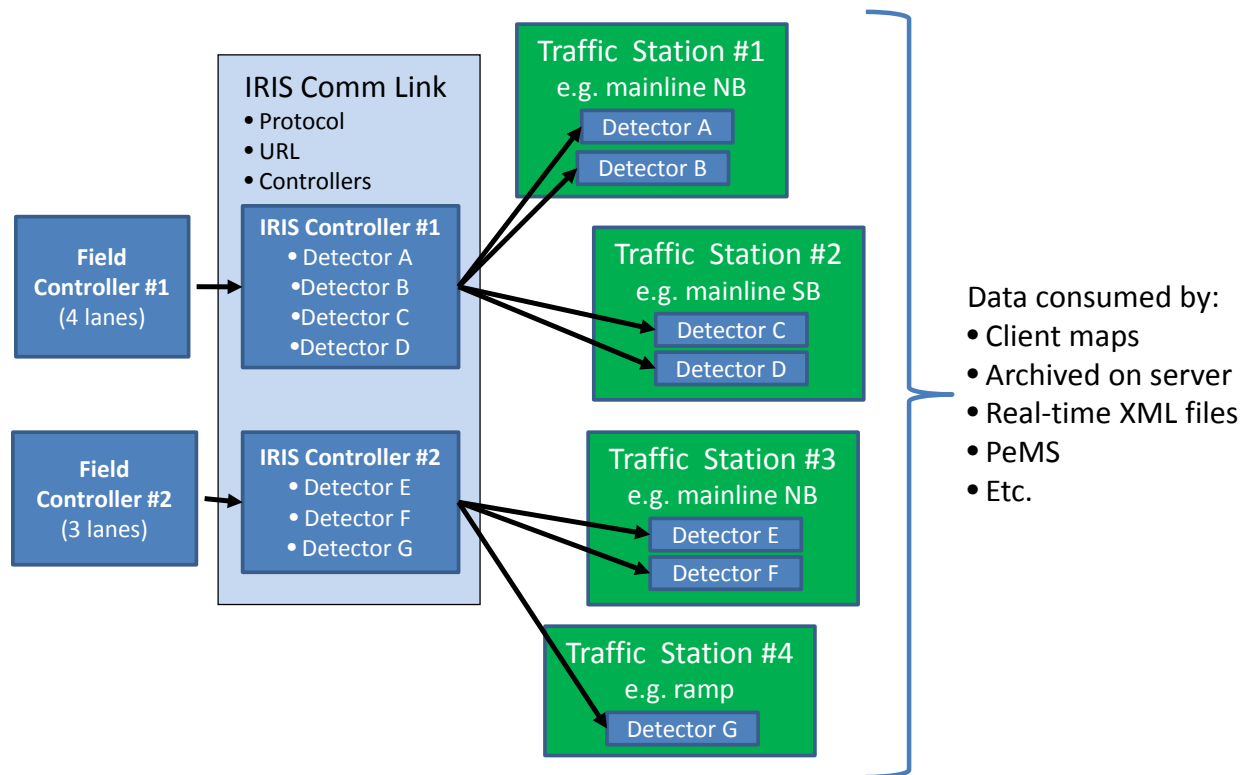 Field
Controller #1
(4 lanes)
Field
Controller #2
(3 lanes)
IRIS Comm Link
• Protocol
• URL
• Controllers
IRIS Controller #1
• Detector A
•Detector B
• Detector C
•Detector D
IRIS Controller #2
• Detector E
• Detector F
• Detector G
Traffic Station #1
e.g. mainline NB
Detector A
Detector B
Traffic Station #2
e.g. mainline SB
Detector C
Detector D
Traffic Station #3
e.g. mainline NB
Detector E
Detector F
Traffic Station #4
e.g. ramp
Detector G
Data consumed by:
• Client maps
• Archived on server
• Real-time XML files
• PeMS
• Etc.